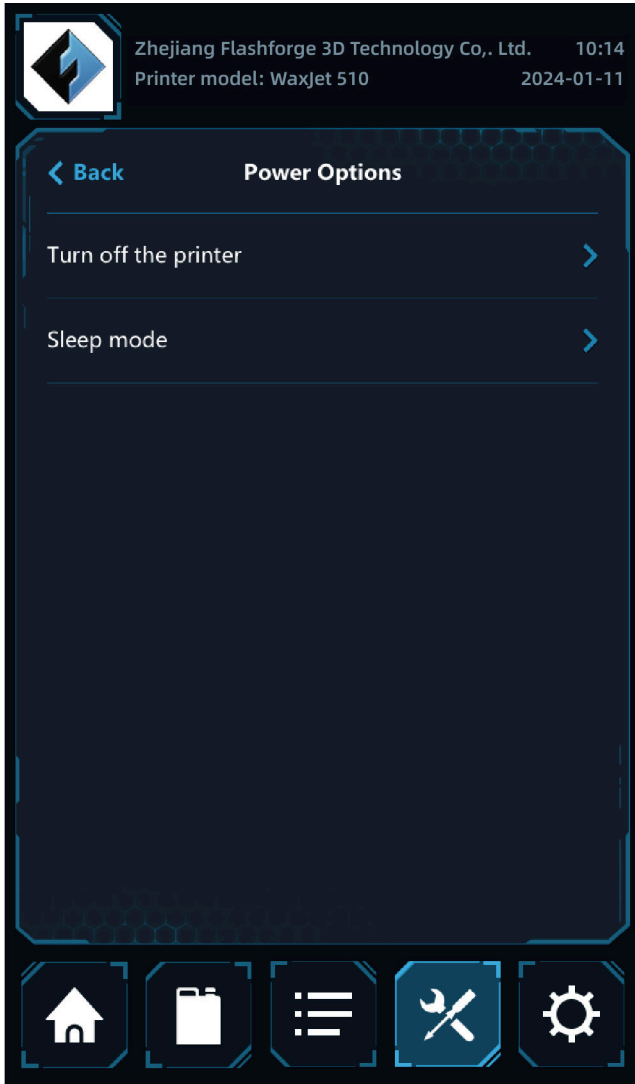 Zhejiang Flashforge 3D Technology Co,. Ltd. 10:14
Printer model: WaxJet 510 2024-01-11
Back Power Options
Turn off the printer
Sleep mode